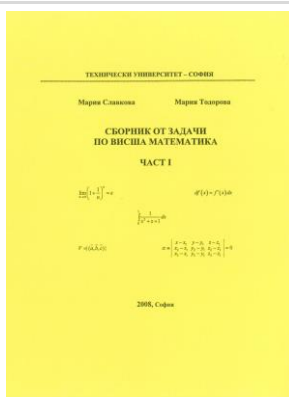 ТЕХНИЧЕСКИ УНИВЕРСИТЕТ – СОФИЯ
Мария Славкова Мария Тодорова
СБОРНИК ОТ ЗАДАЧИ
ПО ВИСША МАТЕМАТИКА
ЧАСТ I
2008, София